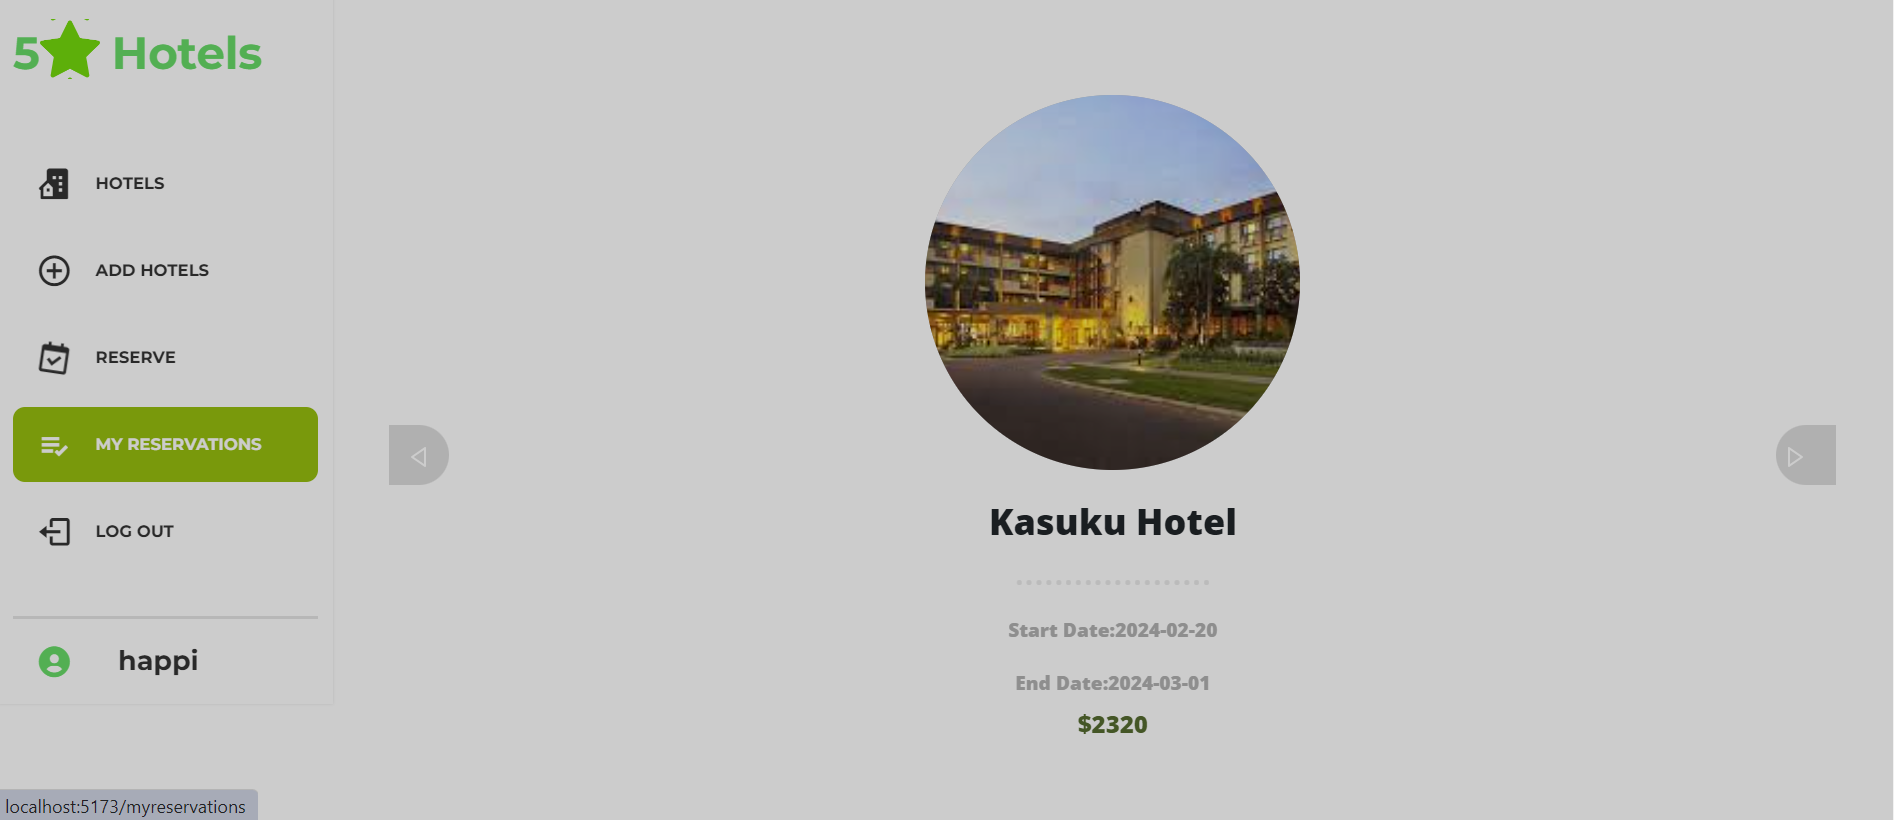 5 Hotels
HOTELS
ADD HOTELS
RESERVE
MY RESERVATIONS
LOG OUT
happi
Kasuku Hotel
Start Date:2024-02-20
End Date:2024-03-01
$2320
localhost:5173/myreservations